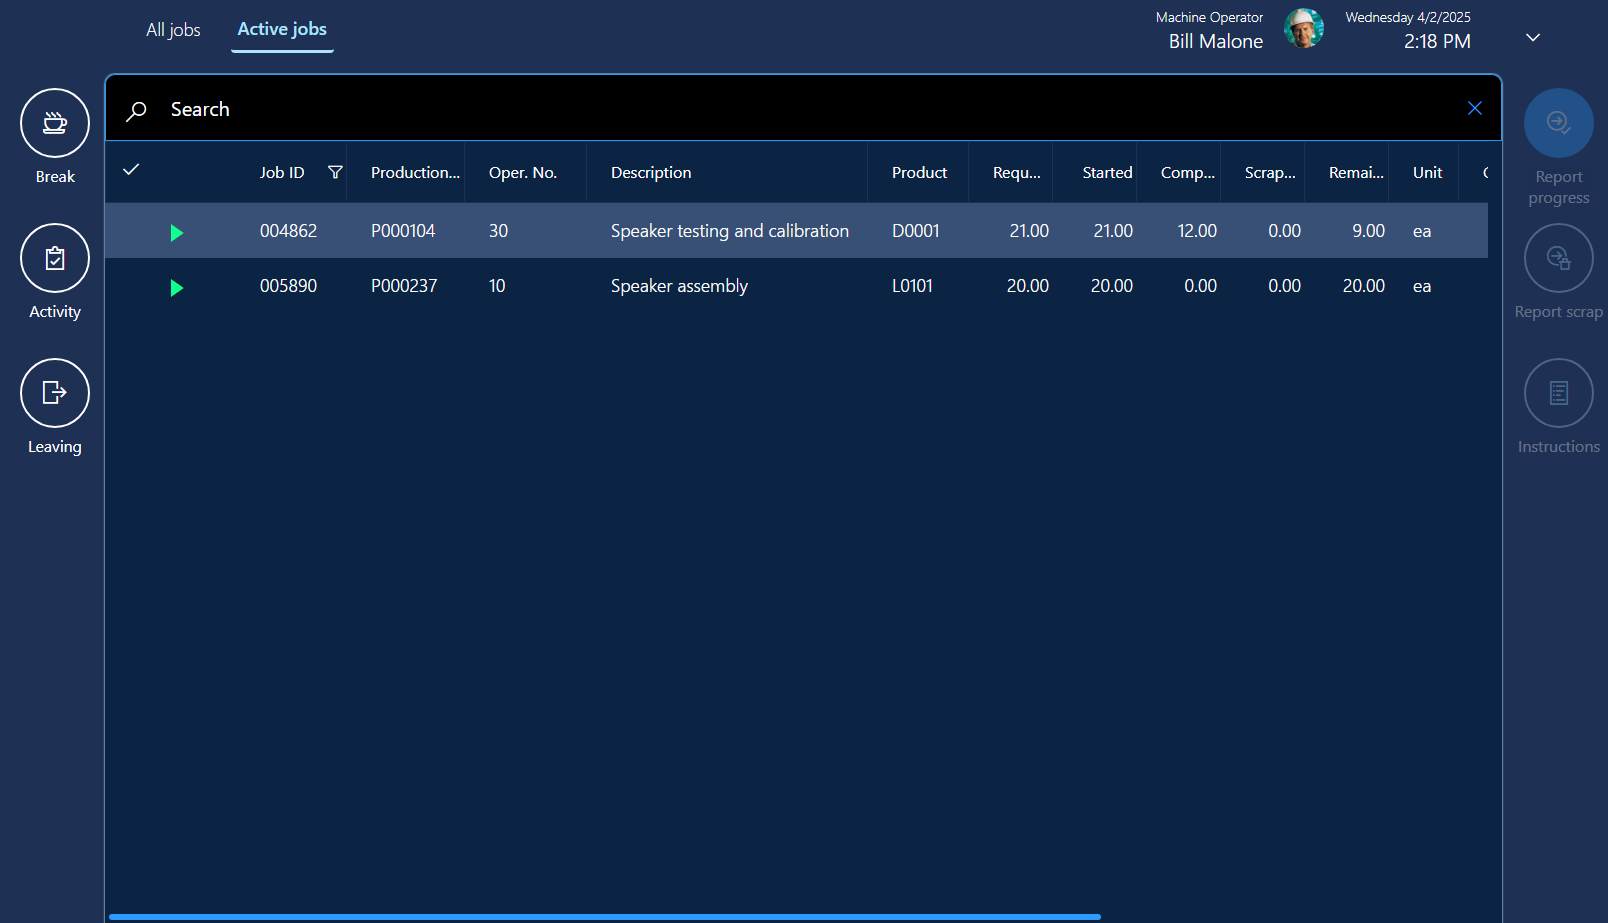 All jobs Active jobs
Machine Operator
Bill Malone
Wednesday 4/2/2025
2:18 PM
Break
Activity
Leaving
Search
Job ID Production... Oper. No. Description Product Requ... Started Comp... Scrap... Remai... Unit
004862 P000104 30 Speaker testing and calibration D0001 21.00 21.00 12.00 0.00 9.00 ea
005890 P000237 10 Speaker assembly L0101 20.00 20.00 0.00 0.00 20.00 ea
Report
progress
Report scrap
Instructions